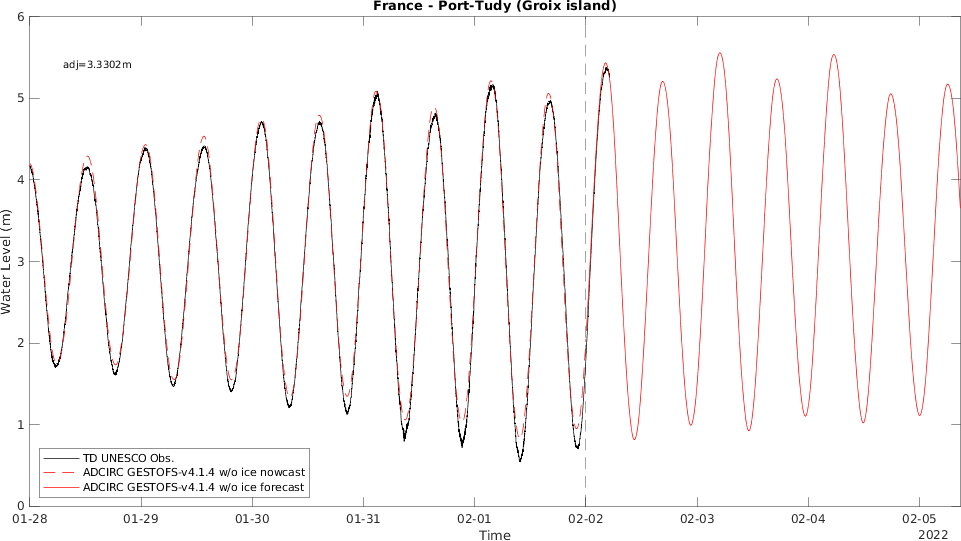 France - Port-Tudy (Groix island)
adj=3.3302m
6
5
4
3
2
1
0
Water Level (m)
TD UNESCO Obs.
ADCIRC GESTOFS-v4.1.4 w/o ice nowcast
ADCIRC GESTOFS-v4.1.4 w/o ice forecast
01-28 01-29 01-30 01-31 02-01 02-02 02-03 02-04 02-05
Time
2022